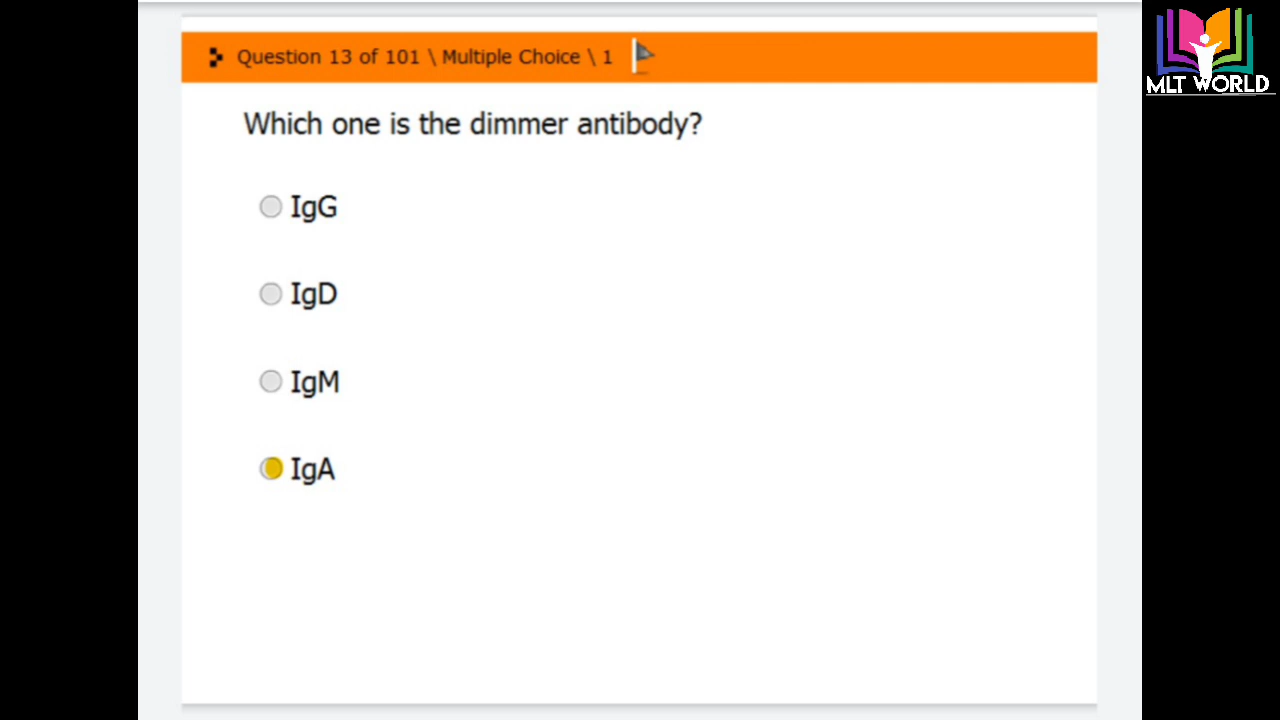 Question 13 of 101 \ Multiple Choice \ 1
MLT WORLD
Which one is the dimmer antibody?
IgG
IgD
IgM
IgA